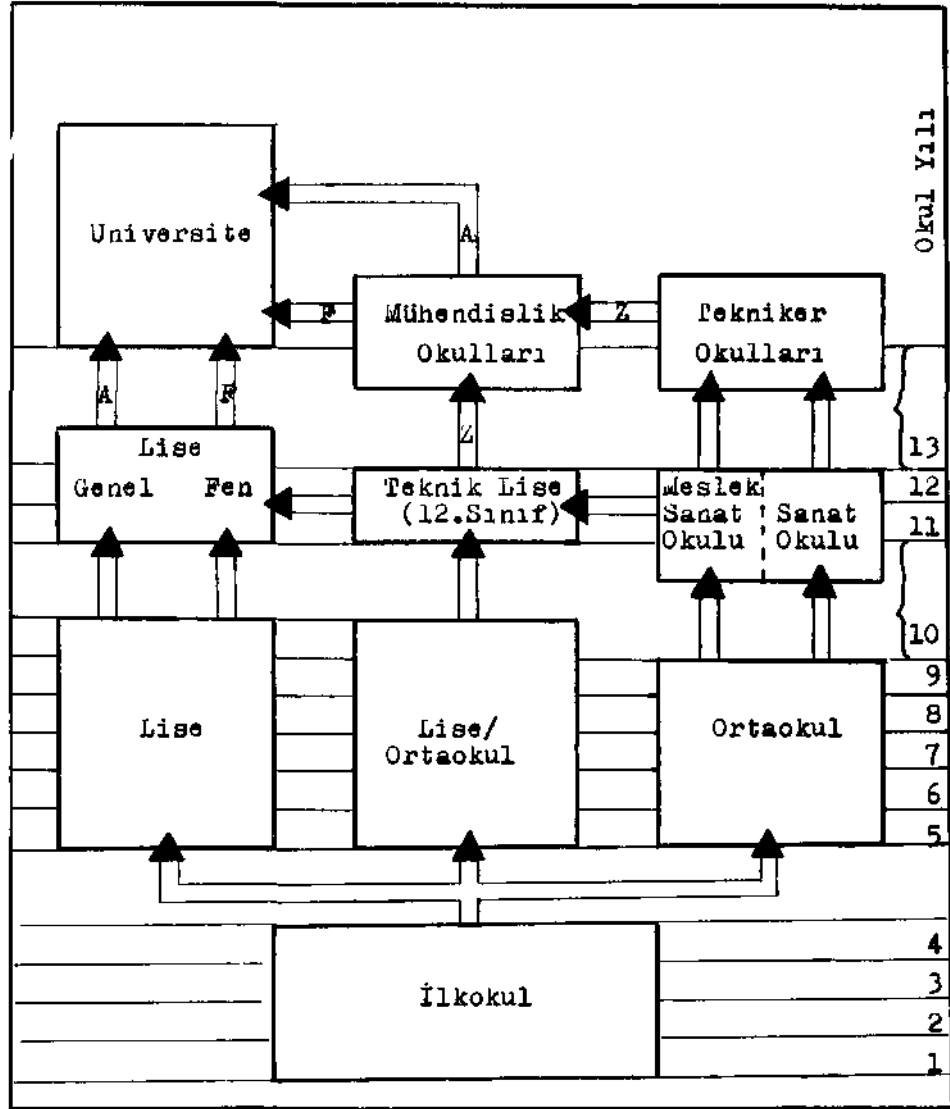 Okul Yılı
Universite
A
F
Mühendislik
Okulları
Z
Tekniker
Okulları
A
F
Z
13
Lise
Genel Fen
Teknik Lise
(12.Sınıf)
Meslek
Sanat
Okulu
Sanat
Okulu
12
11
10
9
8
7
6
5
Lise
Lise/
Ortaokul
Ortaokul
İlkokul
4
3
2
1